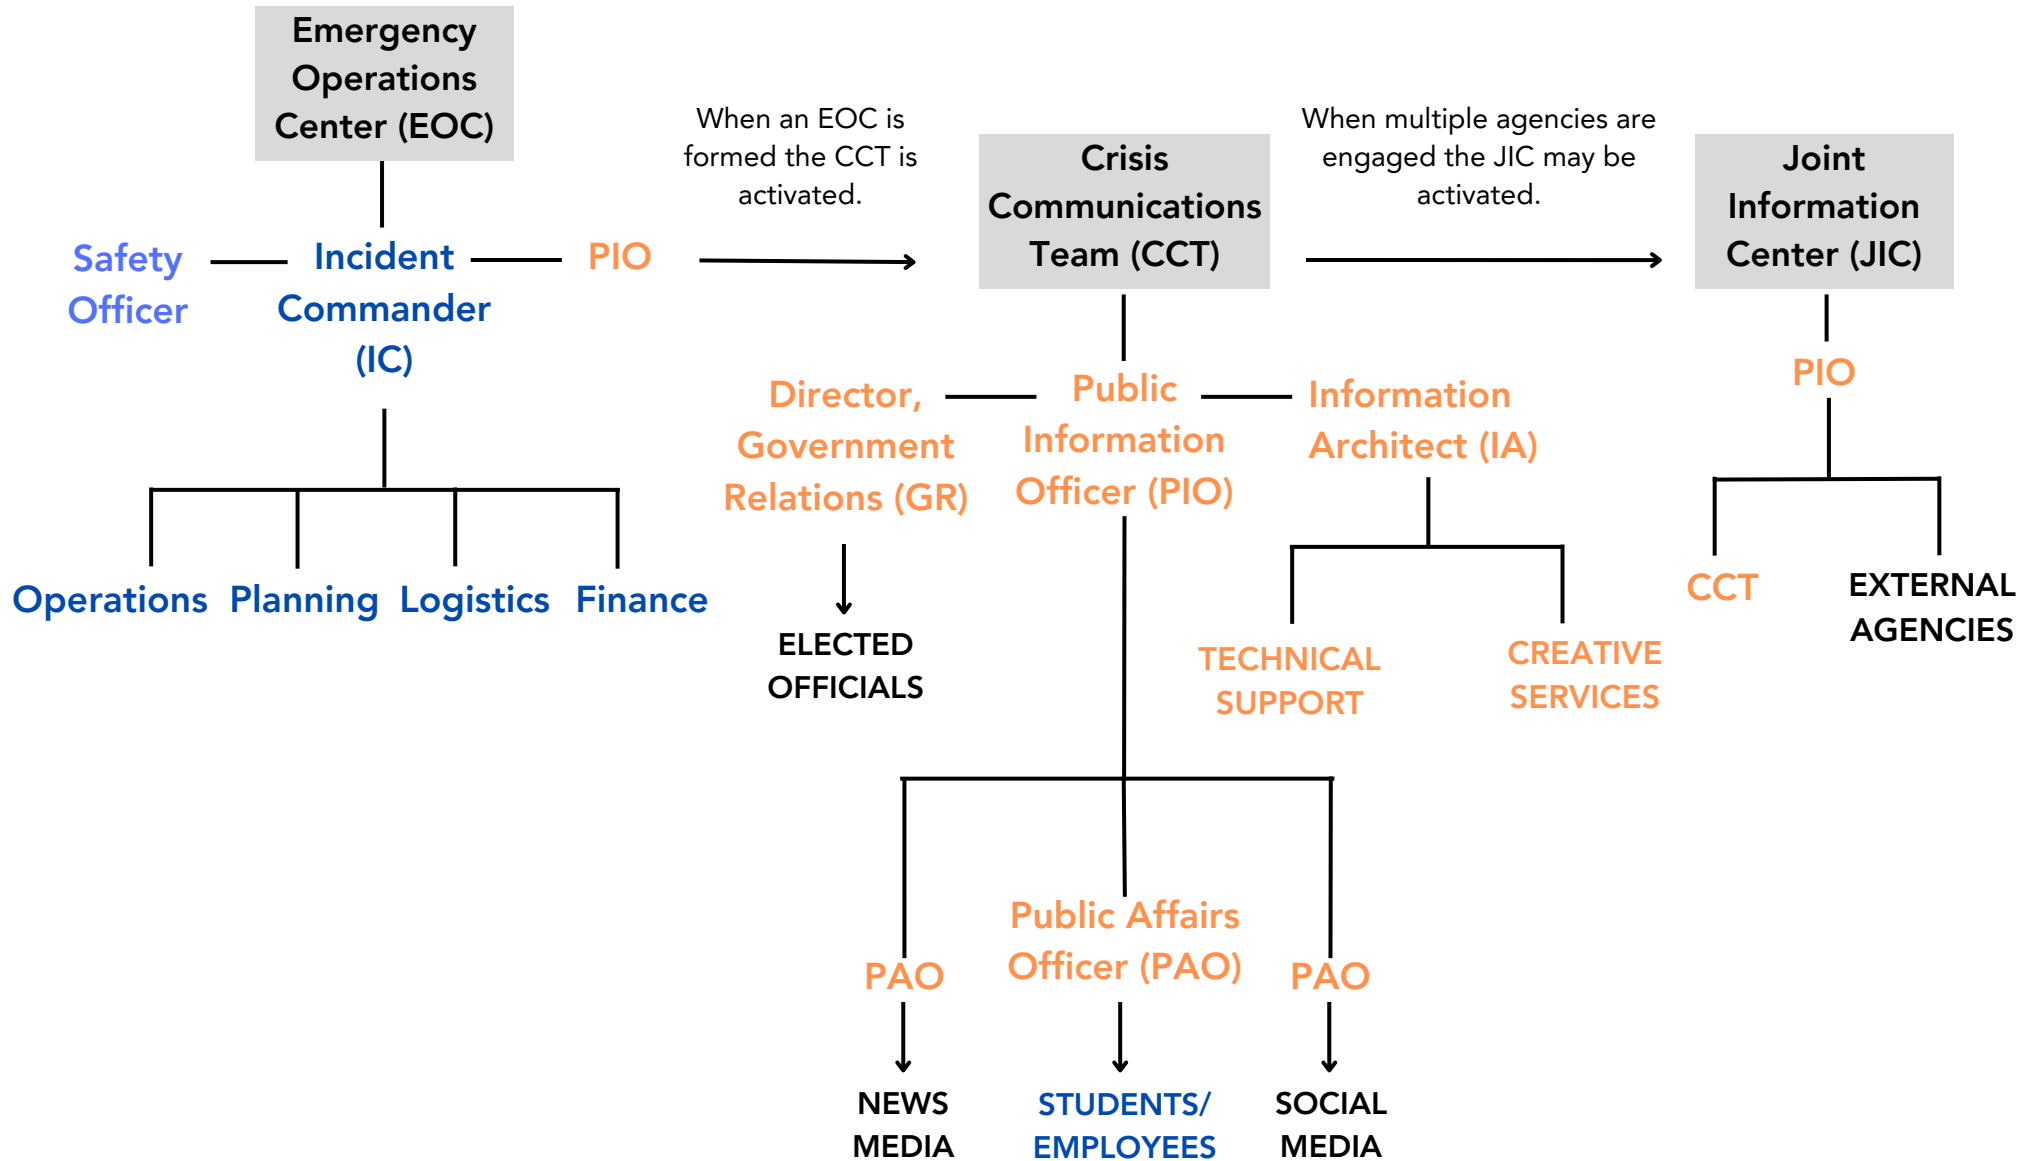 Emergency
Operations
Center (EOC)
Safety
Officer
Incident
Commander
(IC)
PIO
Operations
Planning
Logistics
Finance
When an EOC is
formed the CCT is
activated.
Crisis
Communications
Team (CCT)
Director,
Government
Relations (GR)
ELECTED
OFFICIALS
Public
Information
Officer (PIO)
Information
Architect (IA)
TECHNICAL
SUPPORT
CREATIVE
SERVICES
PAO
NEWS
MEDIA
Public Affairs
Officer (PAO)
STUDENTS/
EMPLOYEES
PAO
SOCIAL
MEDIA
When multiple agencies are
engaged the JIC may be
activated.
Joint
Information
Center (JIC)
PIO
CCT
EXTERNAL
AGENCIES